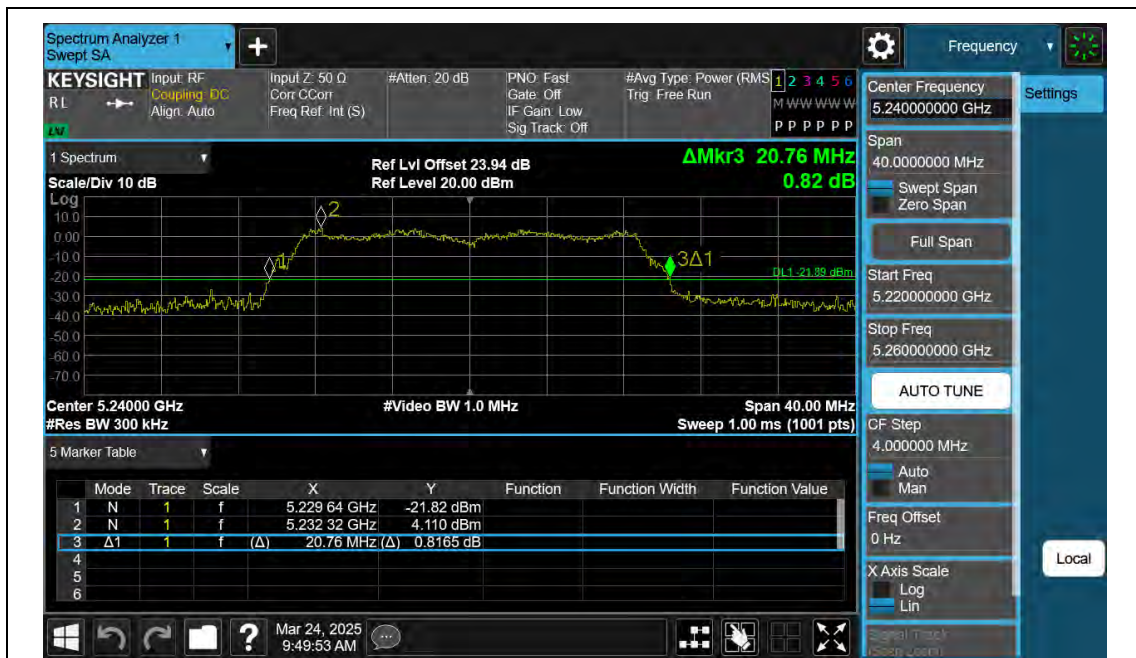 Spectrum Analyzer 1
Swept SA
Frequency
KEYSIGHT Input: RF Input Z: 50 Ω #Atten: 20 dB PNO: Fast #Avg Type: Power (RMS 1 2 3 4 5 6
RL Coupling: DC Corr CCorr Gate: Off Trig: Free Run M W W W W W
Align: Auto Freq Ref: Int (S) IF Gain: Low
Sig Track: Off P P P P P P
LXI
1 Spectrum
Ref Lvl Offset 23.94 dB
ΔMkr3 20.76 MHz
Scale/Div 10 dB
Ref Level 20.00 dBm
0.82 dB
Log
10.0
0.00
-10.0
-20.0
-30.0
-40.0
-50.0
-60.0
-70.0
2
1
3Δ1
DL1 -21.89 dBm
Center 5.24000 GHz #Video BW 1.0 MHz Span 40.00 MHz
#Res BW 300 kHz Sweep 1.00 ms (1001 pts)
5 Marker Table
Mode Trace Scale X Y Function Function Width Function Value
1 N 1 f 5.229 64 GHz -21.82 dBm
2 N 1 f 5.232 32 GHz 4.110 dBm
3 Δ1 1 f (Δ) 20.76 MHz (Δ) 0.8165 dB
4
5
6
Mar 24, 2025
9:49:53 AM
Center Frequency
5.240000000 GHz
Settings
Span
40.0000000 MHz
Swept Span
Zero Span
Full Span
Start Freq
5.220000000 GHz
Stop Freq
5.260000000 GHz
AUTO TUNE
CF Step
4.000000 MHz
Auto
Man
Freq Offset
0 Hz
X Axis Scale
Log
Lin
Local
Signal Track
(Span Zoom)